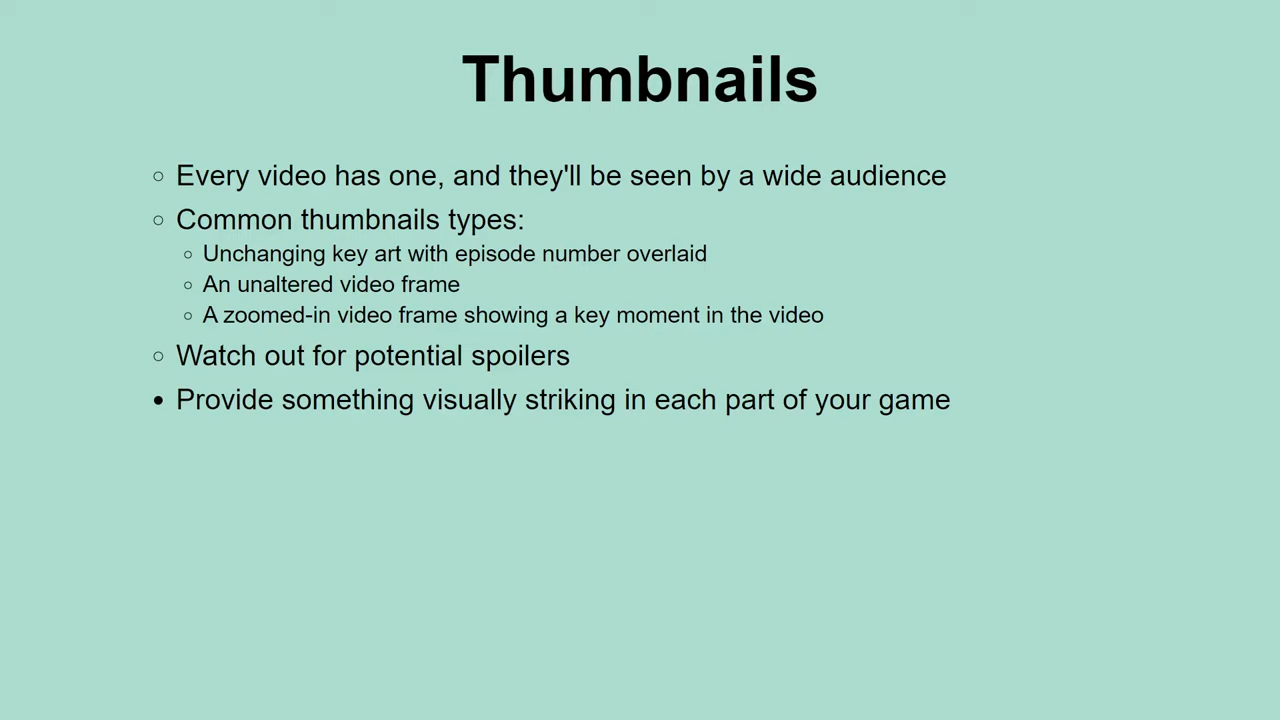 Thumbnails
Every video has one, and they'll be seen by a wide audience
Common thumbnails types:
Unchanging key art with episode number overlaid
An unaltered video frame
A zoomed-in video frame showing a key moment in the video
Watch out for potential spoilers
Provide something visually striking in each part of your game